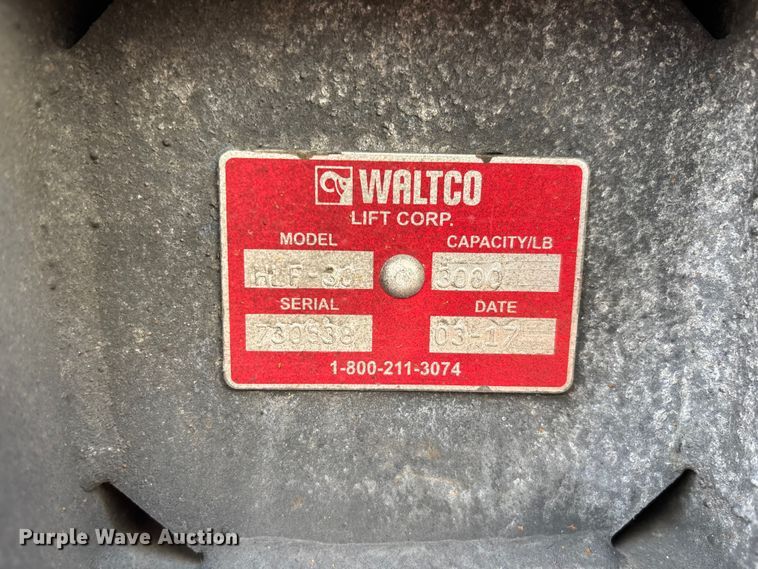 WALTCO
LIFT CORP.
MODEL CAPACITY/LB
HLF-30 3000
SERIAL DATE
03-17
1-800-211-3074
Purple Wave Auction